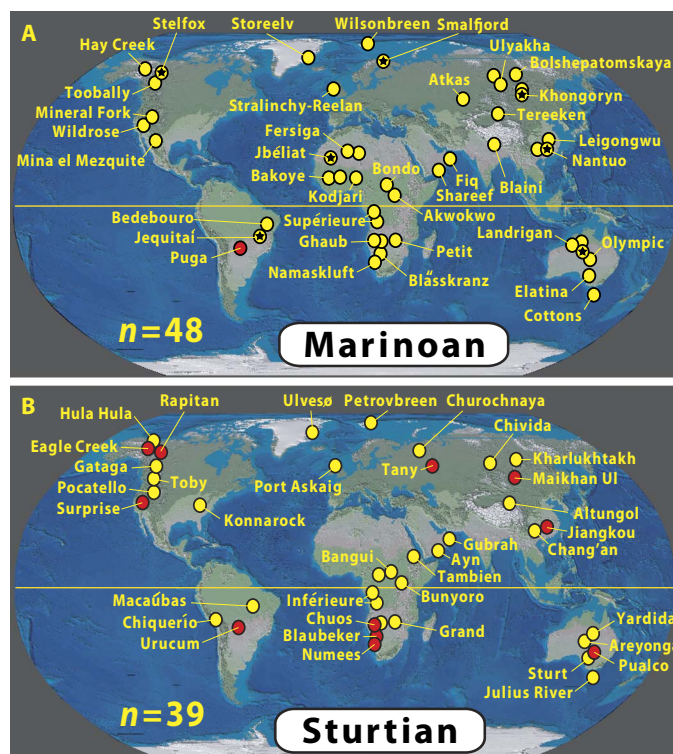 A
Stelfox
Storeelv
Wilsonbreen
Smalfjord
Hay Creek
Ulyakha
Bolshepatomskaya
Toobally
Stralinchy-Reelan
Atkas
Khongoryn
Mineral Fork
Tereeken
Wildrose
Fersiga
Leigongwu
Mina el Mezquite
Jbéliat
Nantuo
Bakoye
Bondo
Fiq
Blaini
Kodjari
Shareef
Bedebouro
Supérieure
Akwokwo
Landrigan
Jequitaí
Ghaub
Petit
Olympic
Puga
Namaskluft
Blässkranz
Elatina
n=48
Cottons
Marinoan
B
Rapitan
Ulvesø
Petrovbreen
Churochnaya
Hula Hula
Chivida
Eagle Creek
Kharlukhtakh
Gataga
Toby
Port Askaig
Tany
Maikhan Ul
Pocatello
Altungol
Surprise
Konnarock
Jiangkou
Gubrah
Chang'an
Bangui
Ayn
Tambien
Macaúbas
Inférieure
Bunyoro
Chiquerío
Chuos
Grand
Yardida
Urucum
Blaubeker
Areyonga
Numees
Sturt
Pualco
Julius River
n=39
Sturtian